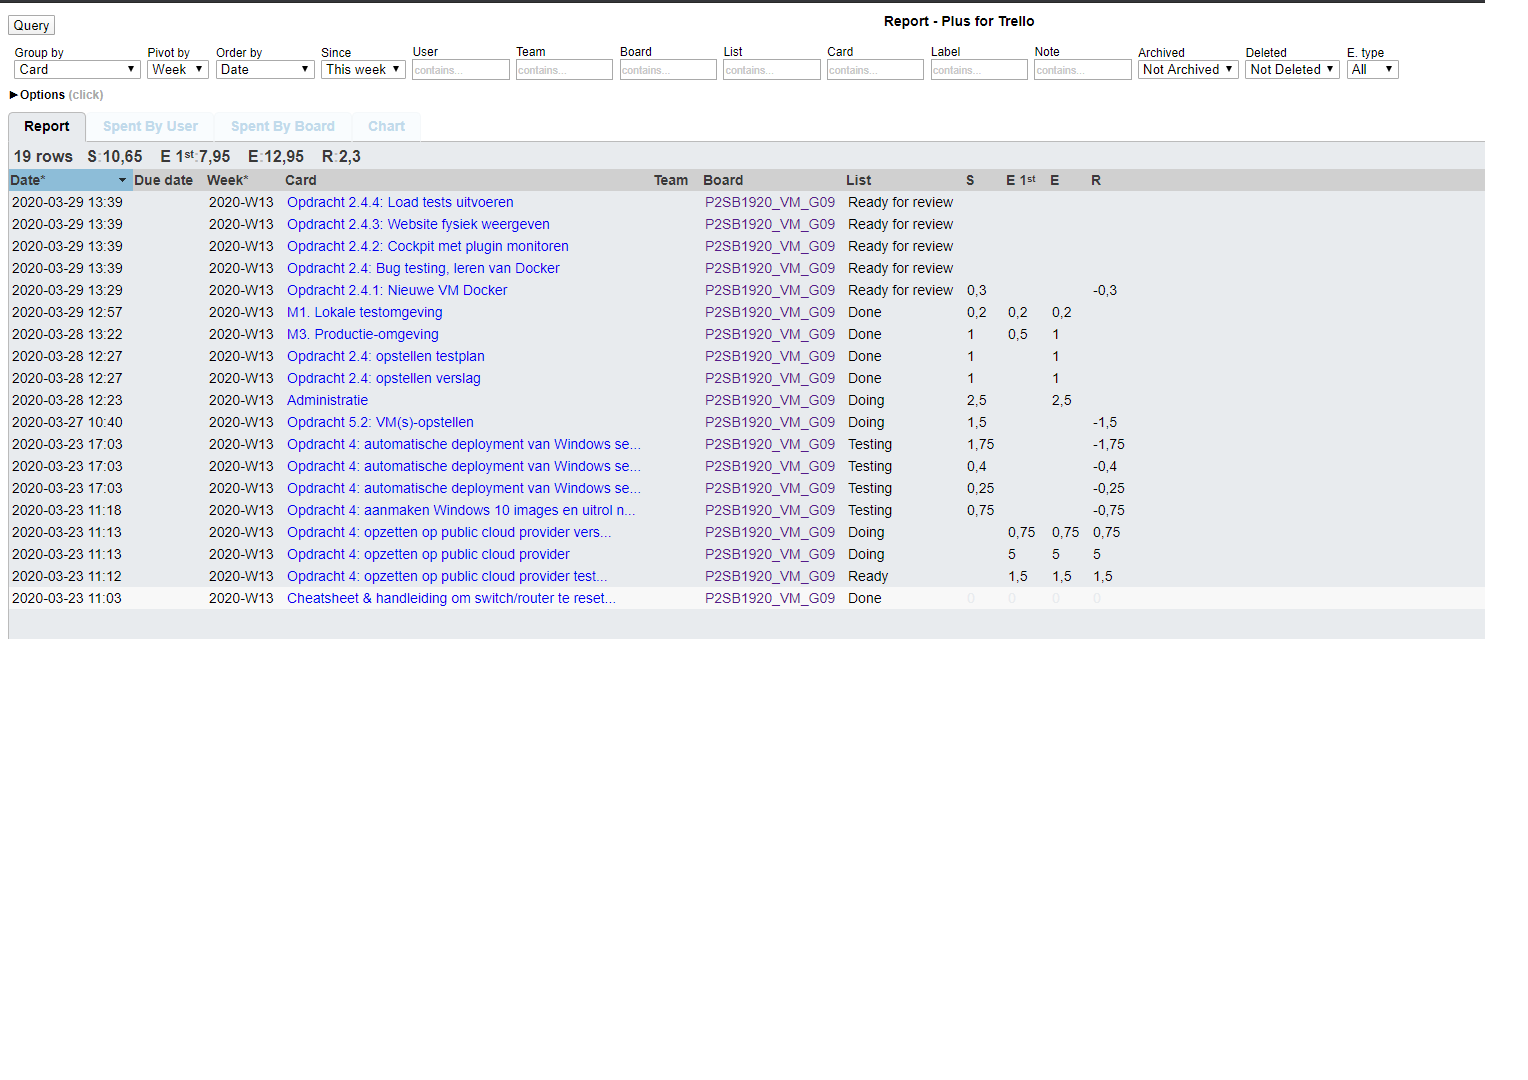 Report - Plus for Trello
Query
Group by Pivot by Order by Since User Team Board List Card Label Note Archived Deleted E. type
Card Week Date This week contains... contains... contains... contains... contains... contains... contains... Not Archived Not Deleted All
Options (click)
Report Spent By User Spent By Board Chart
19 rows S:10,65 E 1st:7,95 E:12,95 R:2,3
Date* Due date Week* Card Team Board List S E 1st E R
2020-03-29 13:39 2020-W13 Opdracht 2.4.4: Load tests uitvoeren P2SB1920_VM_G09 Ready for review
2020-03-29 13:39 2020-W13 Opdracht 2.4.3: Website fysiek weergeven P2SB1920_VM_G09 Ready for review
2020-03-29 13:39 2020-W13 Opdracht 2.4.2: Cockpit met plugin monitoren P2SB1920_VM_G09 Ready for review
2020-03-29 13:39 2020-W13 Opdracht 2.4: Bug testing, leren van Docker P2SB1920_VM_G09 Ready for review
2020-03-29 13:29 2020-W13 Opdracht 2.4.1: Nieuwe VM Docker P2SB1920_VM_G09 Ready for review 0,3 -0,3
2020-03-29 12:57 2020-W13 M1. Lokale testomgeving P2SB1920_VM_G09 Done 0,2 0,2 0,2
2020-03-28 13:22 2020-W13 M3. Productie-omgeving P2SB1920_VM_G09 Done 1 0,5 1
2020-03-28 12:27 2020-W13 Opdracht 2.4: opstellen testplan P2SB1920_VM_G09 Done 1 1
2020-03-28 12:27 2020-W13 Opdracht 2.4: opstellen verslag P2SB1920_VM_G09 Done 1 1
2020-03-28 12:23 2020-W13 Administratie P2SB1920_VM_G09 Doing 2,5 2,5
2020-03-27 10:40 2020-W13 Opdracht 5.2: VM(s)-opstellen P2SB1920_VM_G09 Doing 1,5 -1,5
2020-03-23 17:03 2020-W13 Opdracht 4: automatische deployment van Windows se... P2SB1920_VM_G09 Testing 1,75 -1,75
2020-03-23 17:03 2020-W13 Opdracht 4: automatische deployment van Windows se... P2SB1920_VM_G09 Testing 0,4 -0,4
2020-03-23 17:03 2020-W13 Opdracht 4: automatische deployment van Windows se... P2SB1920_VM_G09 Testing 0,25 -0,25
2020-03-23 11:18 2020-W13 Opdracht 4: aanmaken Windows 10 images en uitrol n... P2SB1920_VM_G09 Testing 0,75 -0,75
2020-03-23 11:13 2020-W13 Opdracht 4: opzetten op public cloud provider vers... P2SB1920_VM_G09 Doing 0,75 0,75 0,75
2020-03-23 11:13 2020-W13 Opdracht 4: opzetten op public cloud provider P2SB1920_VM_G09 Doing 5 5 5
2020-03-23 11:12 2020-W13 Opdracht 4: opzetten op public cloud provider test... P2SB1920_VM_G09 Ready 1,5 1,5 1,5
2020-03-23 11:03 2020-W13 Cheatsheet & handleiding om switch/router te reset... P2SB1920_VM_G09 Done 0 0 0 0